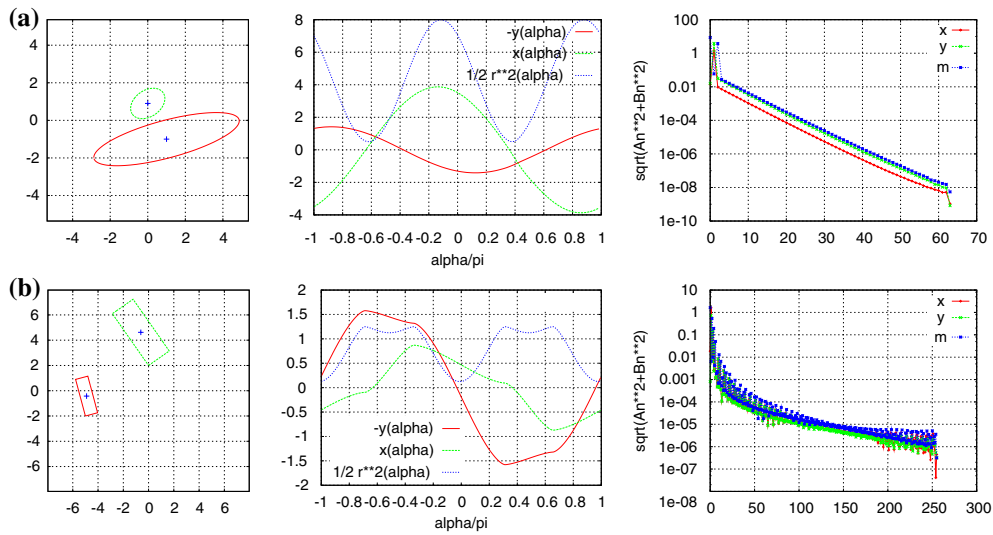 (a)
4
2
0
-2
-4
-4 -2 0 2 4
8
6
4
2
0
-2
-4
-y(alpha)
x(alpha)
1/2 r**2(alpha)
-1 -0.8 -0.6 -0.4 -0.2 0 0.2 0.4 0.6 0.8 1
alpha/pi
sqrt(An**2+Bn**2)
100
1
0.01
1e-04
1e-06
1e-08
1e-10
x
y
m
0 10 20 30 40 50 60 70
(b)
6
4
2
0
-2
-4
-6
-6 -4 -2 0 2 4 6
2
1.5
1
0.5
0
-0.5
-1
-1.5
-2
-y(alpha)
x(alpha)
1/2 r**2(alpha)
-1 -0.8 -0.6 -0.4 -0.2 0 0.2 0.4 0.6 0.8 1
alpha/pi
sqrt(An**2+Bn**2)
10
1
0.1
0.01
0.001
1e-04
1e-05
1e-06
1e-07
1e-08
x
y
m
0 50 100 150 200 250 300